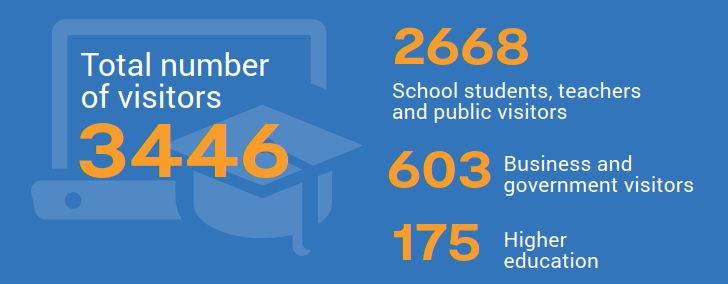 Total number
of visitors
3446
2668
School students, teachers
and public visitors
603
Business and
government visitors
175
Higher
education